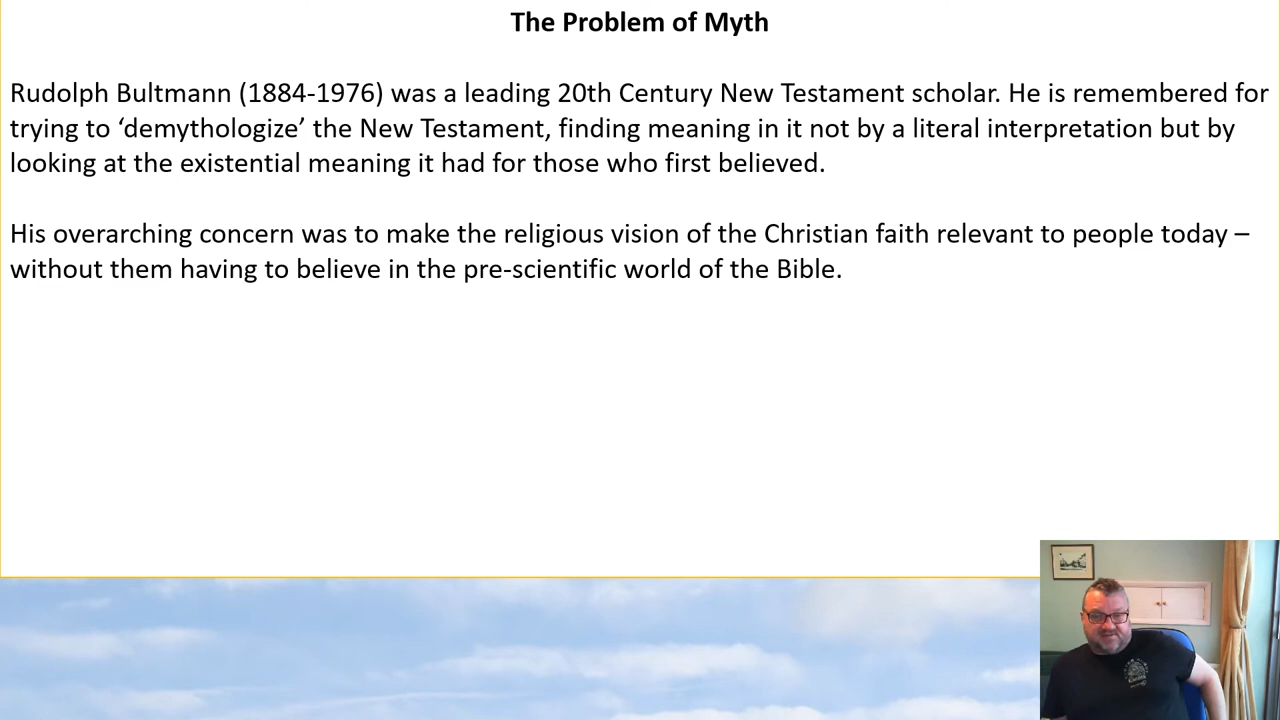 The Problem of Myth
Rudolph Bultmann (1884-1976) was a leading 20th Century New Testament scholar. He is remembered for
trying to ‘demythologize’ the New Testament, finding meaning in it not by a literal interpretation but by
looking at the existential meaning it had for those who first believed.
His overarching concern was to make the religious vision of the Christian faith relevant to people today –
without them having to believe in the pre-scientific world of the Bible.